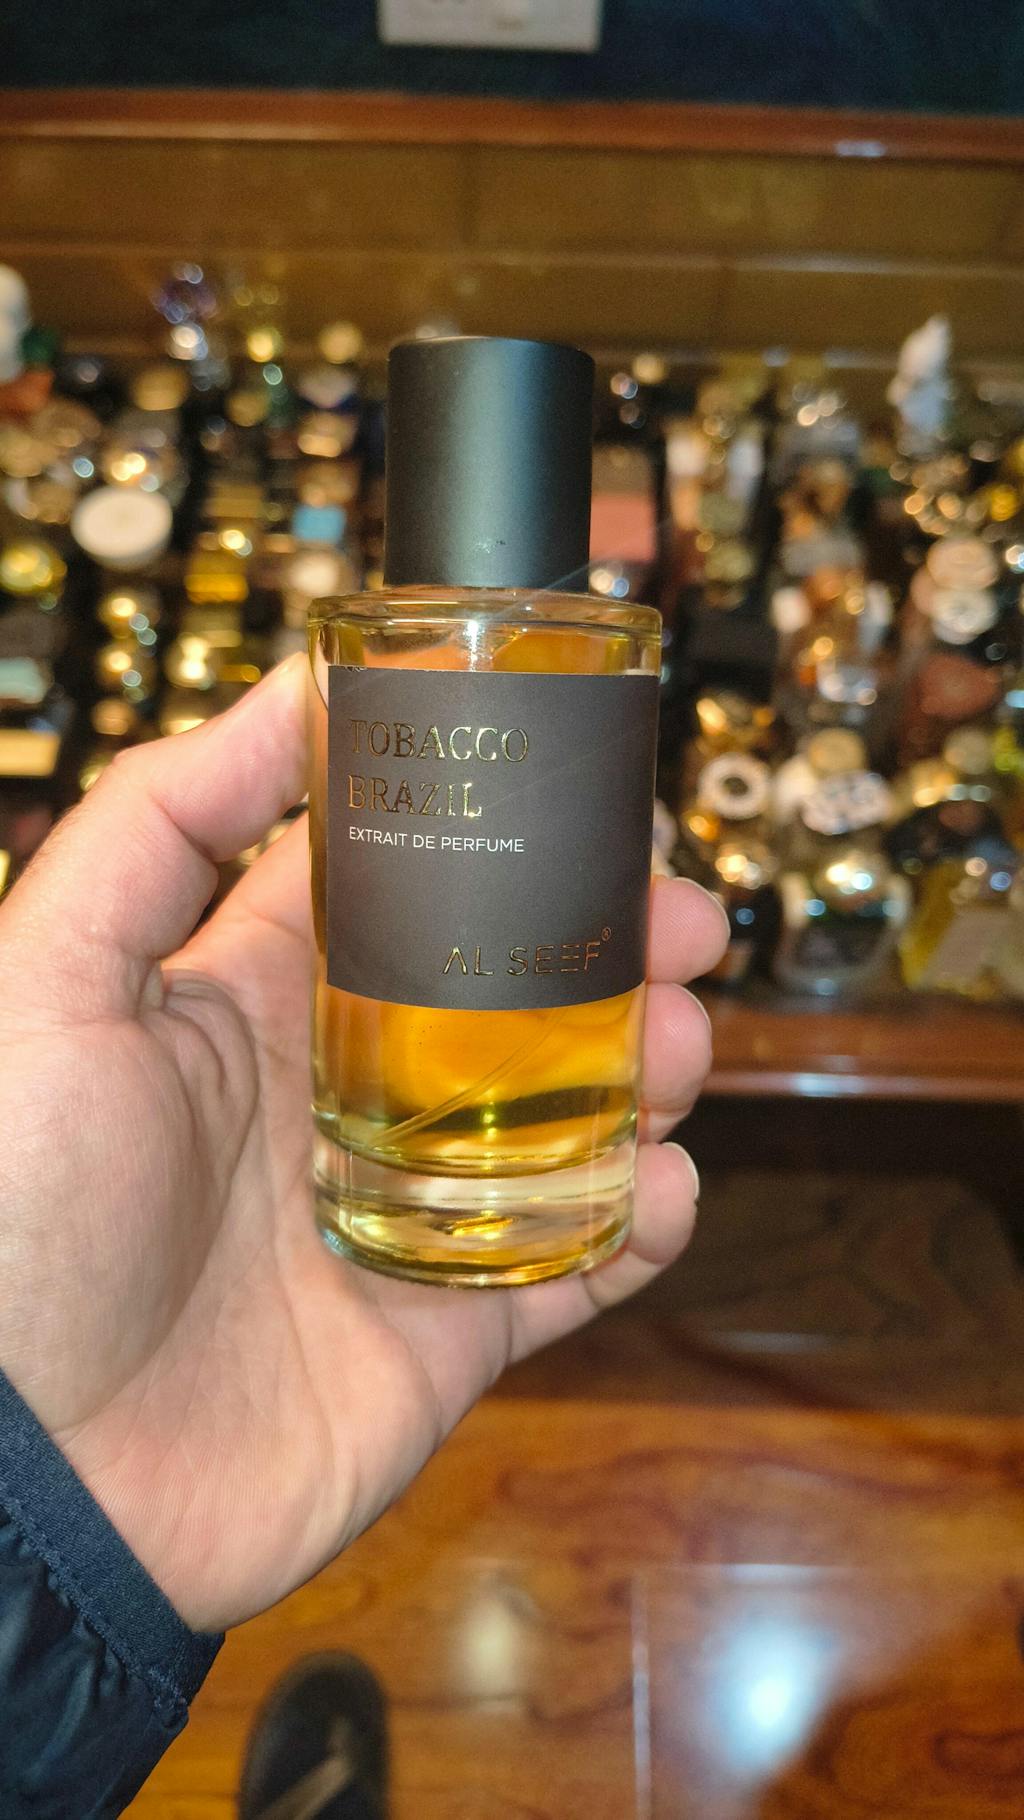 TOBACCO
BRAZIL
EXTRAIT DE PERFUME
AL SEEF®